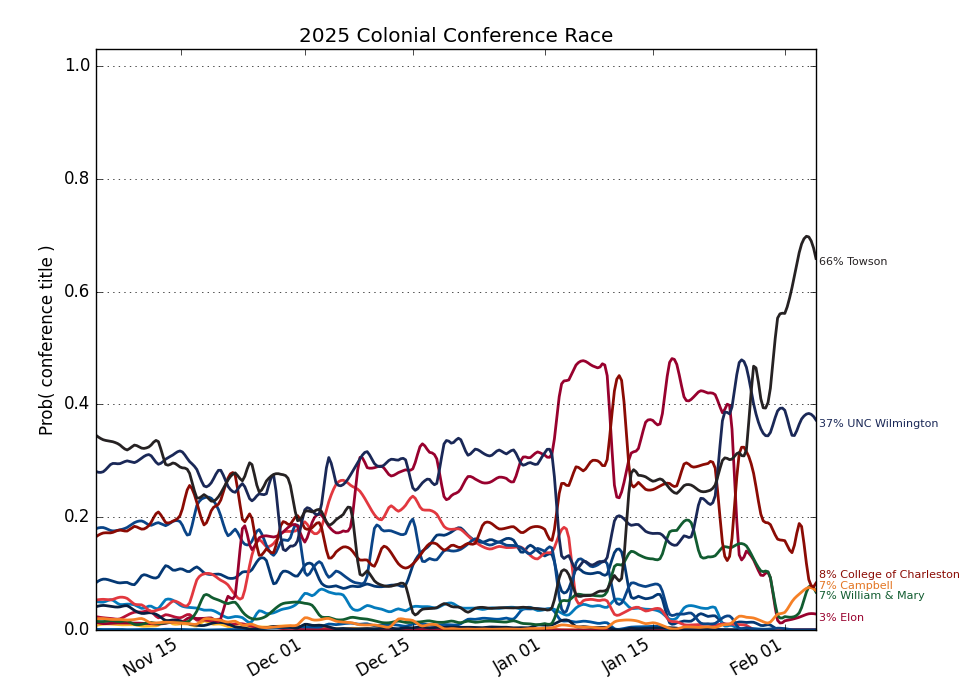 2025 Colonial Conference Race
Prob( conference title )
1.0
0.8
0.6
0.4
0.2
0.0
66% Towson
37% UNC Wilmington
8% College of Charleston
7% Campbell
7% William & Mary
3% Elon
Nov 15
Dec 01
Dec 15
Jan 01
Jan 15
Feb 01